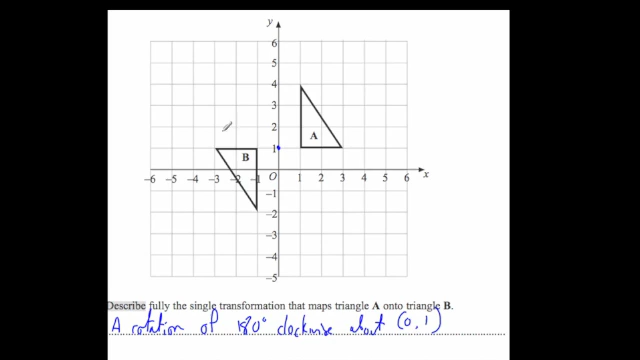 y
6
5
4
3
2
1
A
B
-6 -5 -4 -3 -2 -1 O 1 2 3 4 5 6 x
-1
-2
-3
-4
-5
Describe fully the single transformation that maps triangle A onto triangle B.
A rotation of 180° clockwise about (0, 1)